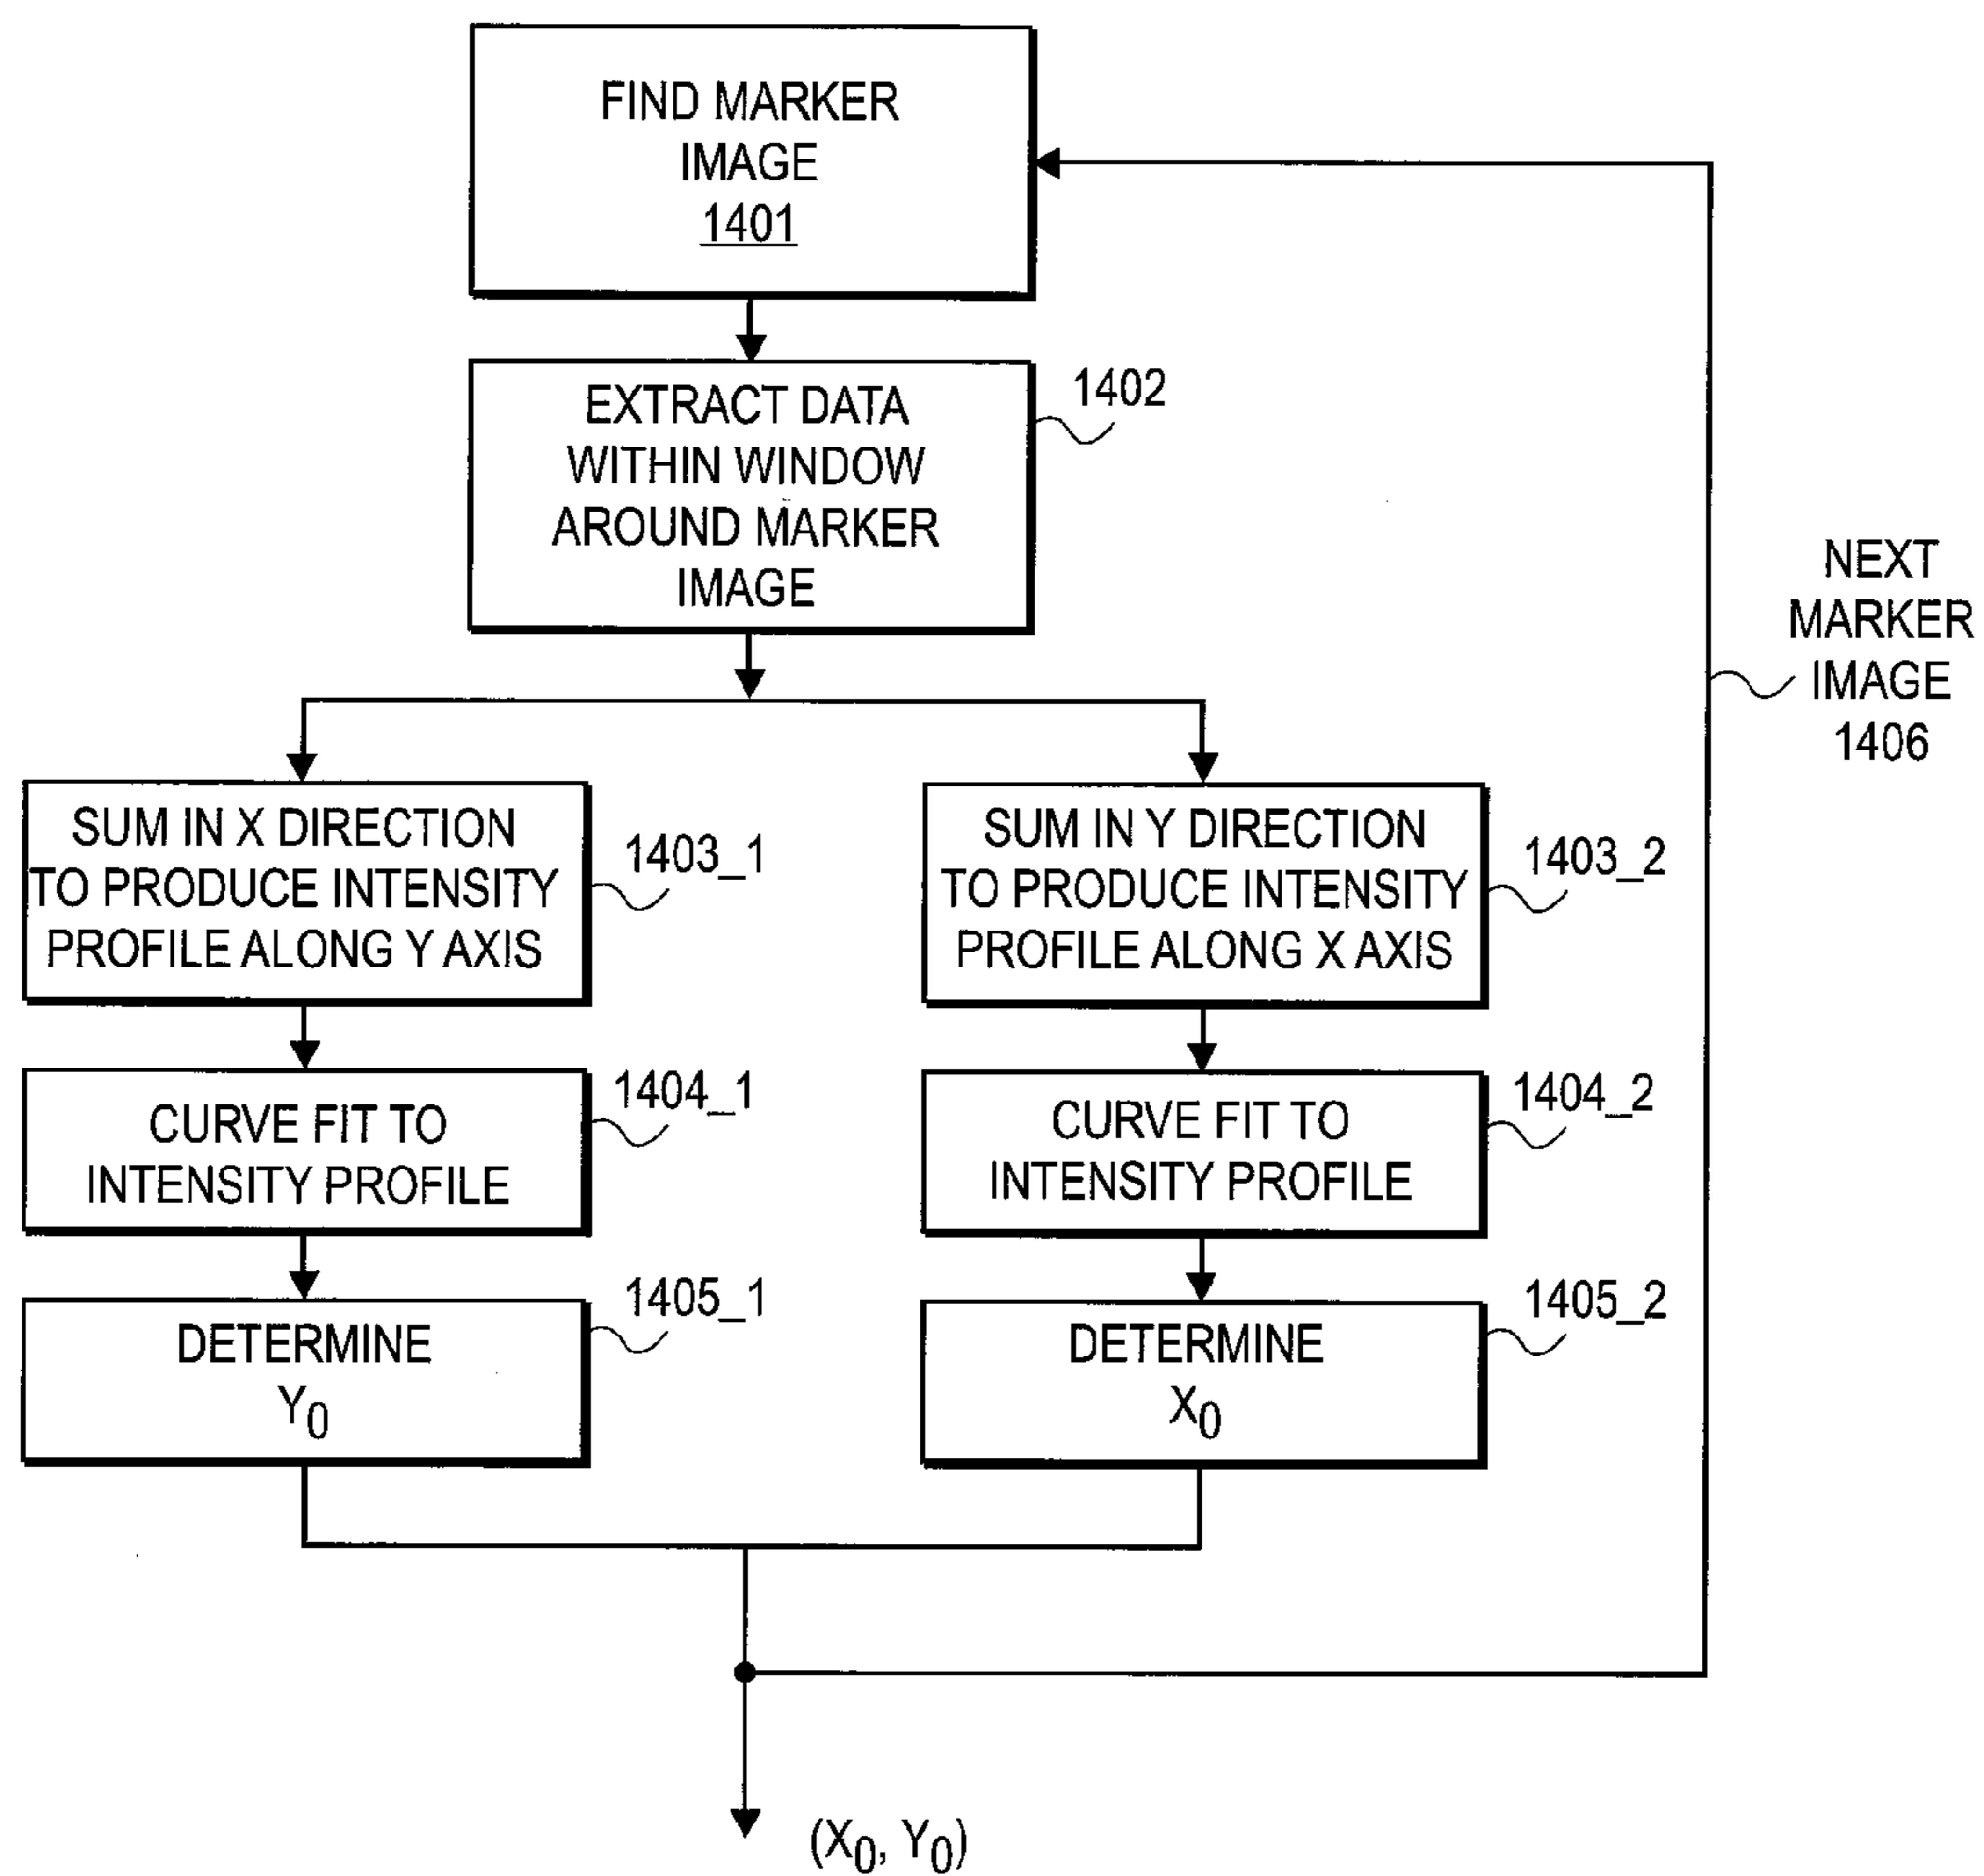 FIND MARKER
IMAGE
1401
EXTRACT DATA
WITHIN WINDOW
AROUND MARKER
IMAGE
1402
NEXT
MARKER
IMAGE
1406
SUM IN X DIRECTION
TO PRODUCE INTENSITY
PROFILE ALONG Y AXIS
1403_1
SUM IN Y DIRECTION
TO PRODUCE INTENSITY
PROFILE ALONG X AXIS
1403_2
CURVE FIT TO
INTENSITY PROFILE
1404_1
CURVE FIT TO
INTENSITY PROFILE
1404_2
DETERMINE
Y0
1405_1
DETERMINE
X0
1405_2
(X0, Y0)